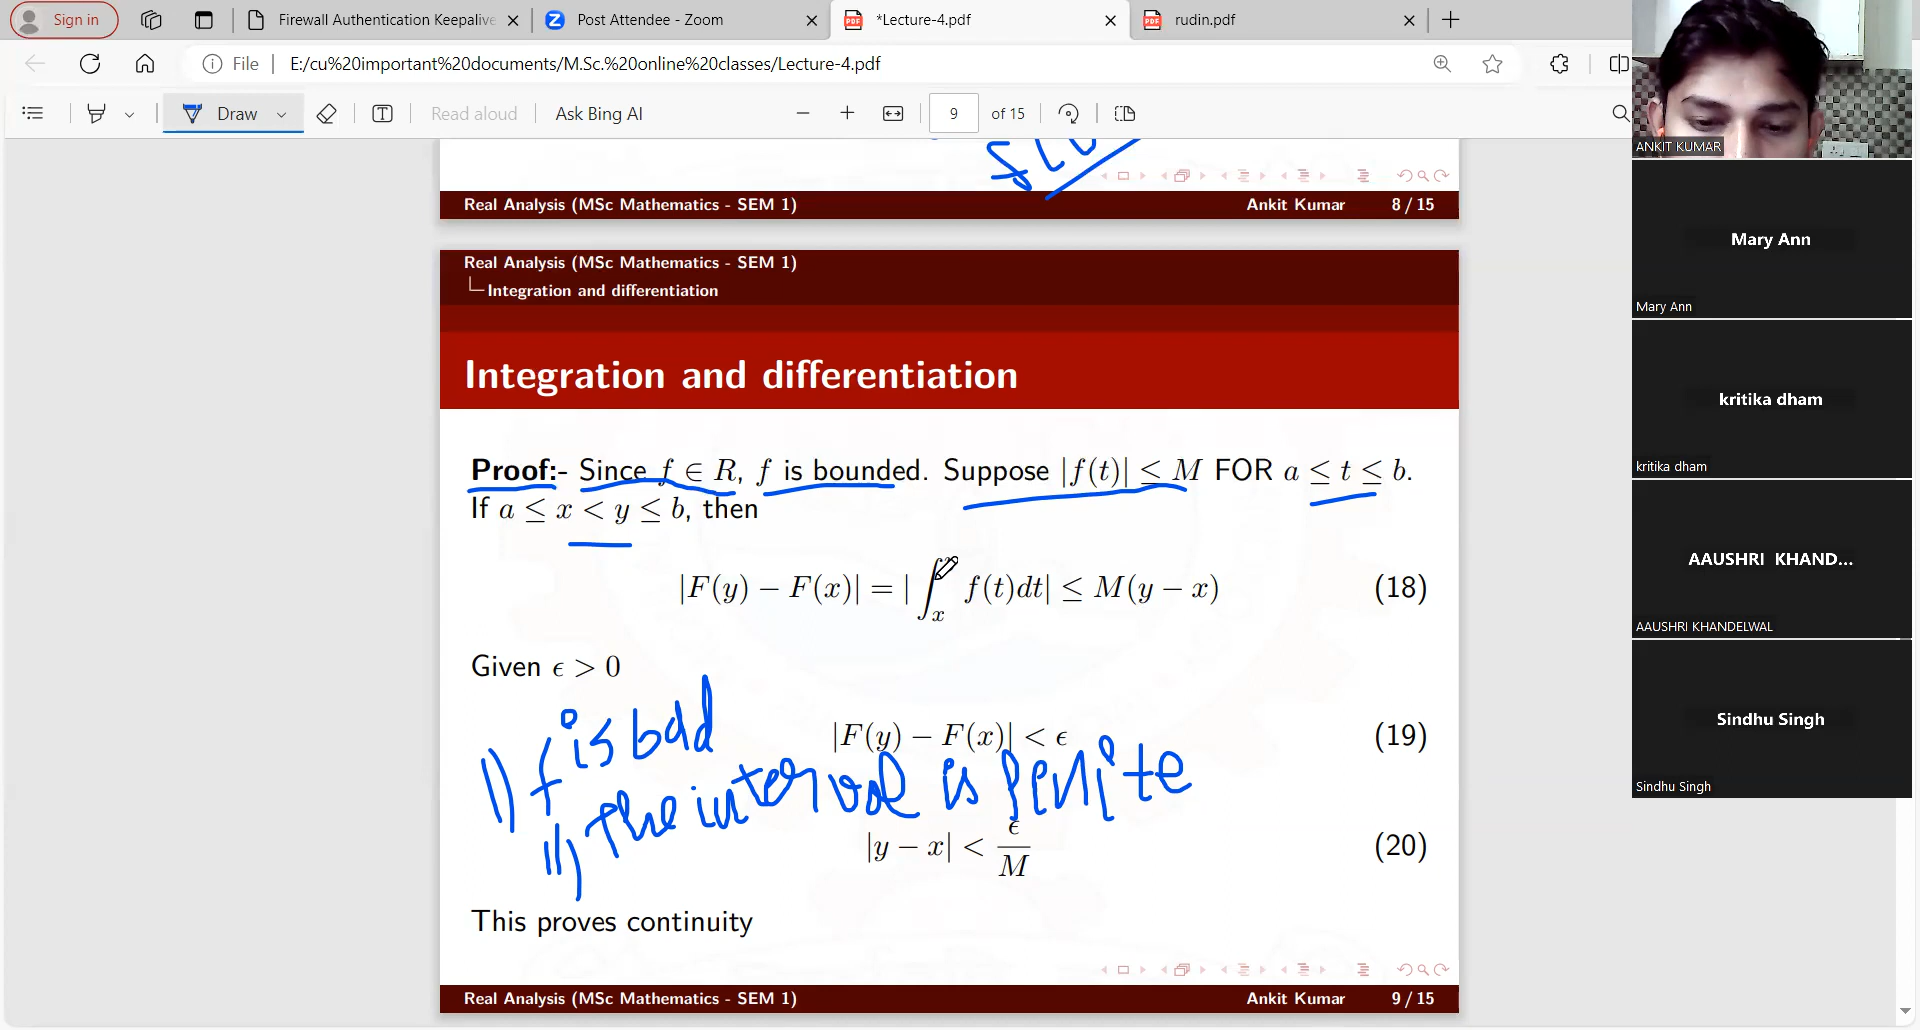 Sign in
Firewall Authentication Keepalive
Post Attendee - Zoom
*Lecture-4.pdf
rudin.pdf
File
E:/cu%20important%20documents/M.Sc.%20online%20classes/Lecture-4.pdf
Draw
Read aloud
Ask Bing AI
9 of 15
Real Analysis (MSc Mathematics - SEM 1) Ankit Kumar 8 / 15
Real Analysis (MSc Mathematics - SEM 1)
Integration and differentiation
Integration and differentiation
Proof:- Since f ∈ R, f is bounded. Suppose |f(t)| ≤ M FOR a ≤ t ≤ b.
If a ≤ x < y ≤ b, then
|F(y) − F(x)| = | ∫ₓ f(t)dt| ≤ M(y − x) (18)
Given ϵ > 0
i) f is bdd
|F(y) − F(x)| < ϵ (19)
ii) The interval is finite
|y − x| < ϵ/M (20)
This proves continuity
Real Analysis (MSc Mathematics - SEM 1) Ankit Kumar 9 / 15
ANKIT KUMAR
Mary Ann
Mary Ann
kritika dham
kritika dham
AAUSHRI KHAND...
AAUSHRI KHANDELWAL
Sindhu Singh
Sindhu Singh